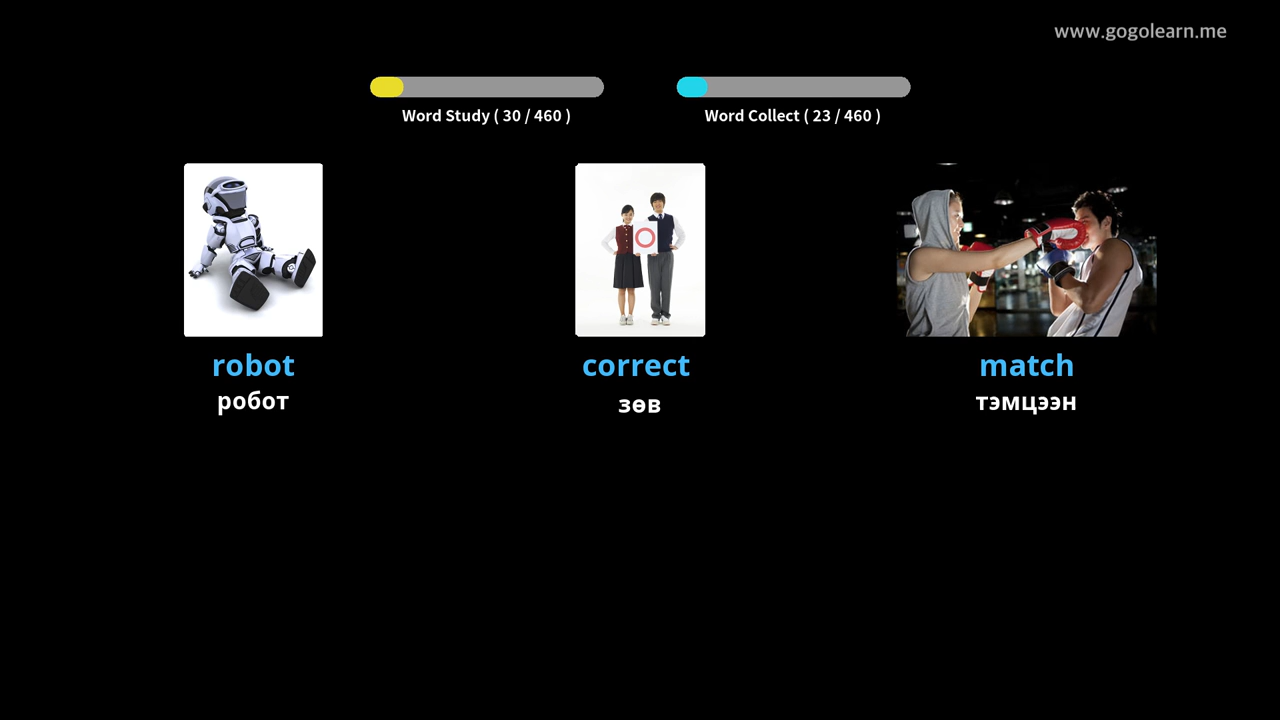 www.gogolearn.me
Word Study ( 30 / 460 )
Word Collect ( 23 / 460 )
robot
correct
match
робот
зөв
тэмцээн